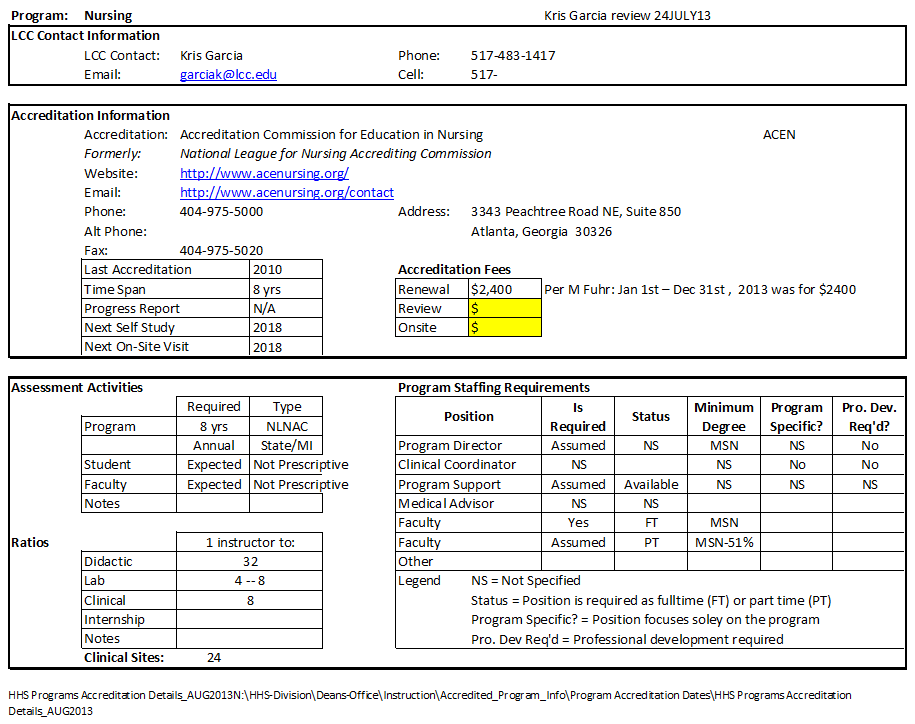 Program: Nursing Kris Garcia review 24JULY13
LCC Contact Information
LCC Contact: Kris Garcia Phone: 517-483-1417
Email: garciak@lcc.edu Cell: 517-
Accreditation Information
Accreditation: Accreditation Commission for Education in Nursing ACEN
Formerly: National League for Nursing Accrediting Commission
Website: http://www.acenursing.org/
Email: http://www.acenursing.org/contact
Phone: 404-975-5000 Address: 3343 Peachtree Road NE, Suite 850
Alt Phone: Atlanta, Georgia 30326
Fax: 404-975-5020
Last Accreditation 2010 Accreditation Fees
Time Span 8 yrs Renewal $2,400 Per M Fuhr: Jan 1st – Dec 31st , 2013 was for $2400
Progress Report N/A Review $
Next Self Study 2018 Onsite $
Next On-Site Visit 2018
Assessment Activities Program Staffing Requirements
Required Type Position Is Required Status Minimum Degree Program Specific? Pro. Dev. Req'd?
Program 8 yrs NLNAC
Annual State/MI Program Director Assumed NS MSN NS No
Student Expected Not Prescriptive Clinical Coordinator NS NS No No
Faculty Expected Not Prescriptive Program Support Assumed Available NS NS NS
Notes Medical Advisor NS NS
Faculty Yes FT MSN
Ratios 1 instructor to: Faculty Assumed PT MSN-51%
Didactic 32 Other
Lab 4 -- 8 Legend NS = Not Specified
Clinical 8 Status = Position is required as fulltime (FT) or part time (PT)
Internship Program Specific? = Position focuses soley on the program
Notes Pro. Dev Req'd = Professional development required
Clinical Sites: 24
HHS Programs Accreditation Details_AUG2013N:\HHS-Division\Deans-Office\Instruction\Accredited_Program_Info\Program Accreditation Dates\HHS Programs Accreditation
Details_AUG2013